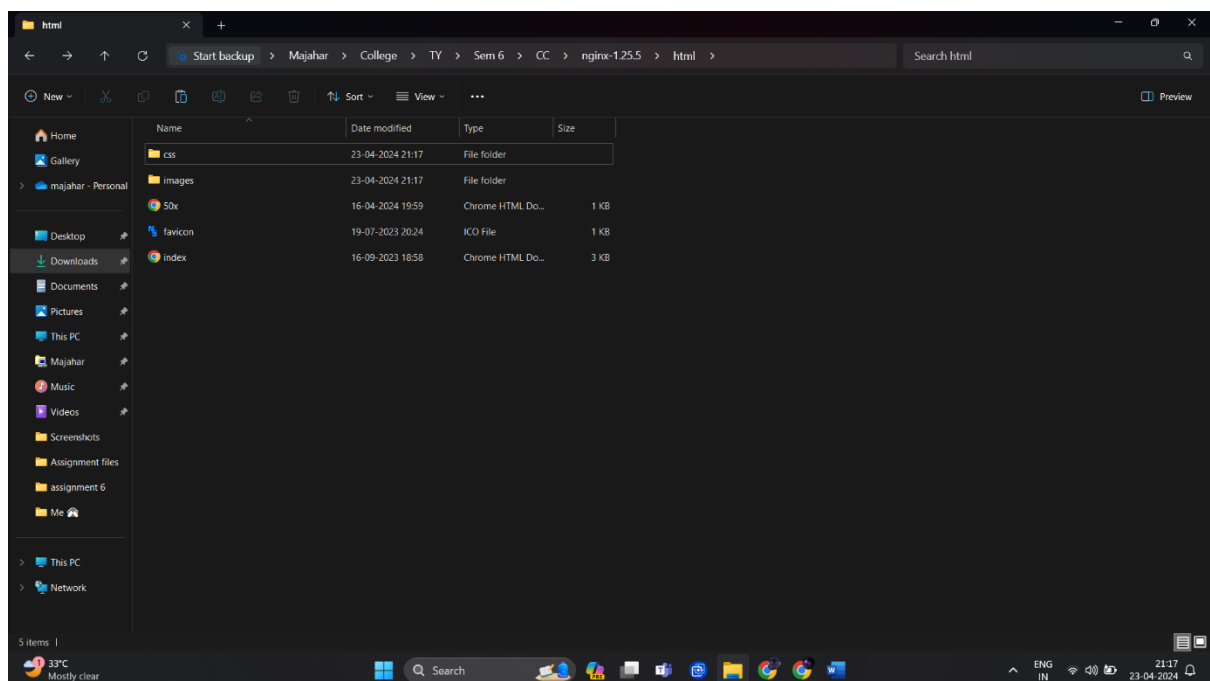 html
Start backup > Majahar > College > TY > Sem 6 > CC > nginx-1.25.5 > html >
Search html
New
Sort
View
Preview
Name Date modified Type Size
css 23-04-2024 21:17 File folder
images 23-04-2024 21:17 File folder
50x 16-04-2024 19:59 Chrome HTML Do... 1 KB
favicon 19-07-2023 20:24 ICO File 1 KB
index 16-09-2023 18:58 Chrome HTML Do... 3 KB
Home
Gallery
majahar - Personal
Desktop
Downloads
Documents
Pictures
This PC
Majahar
Music
Videos
Screenshots
Assignment files
assignment 6
Me
This PC
Network
5 items
1
33°C
Mostly clear
Search
ENG
IN
21:17
23-04-2024